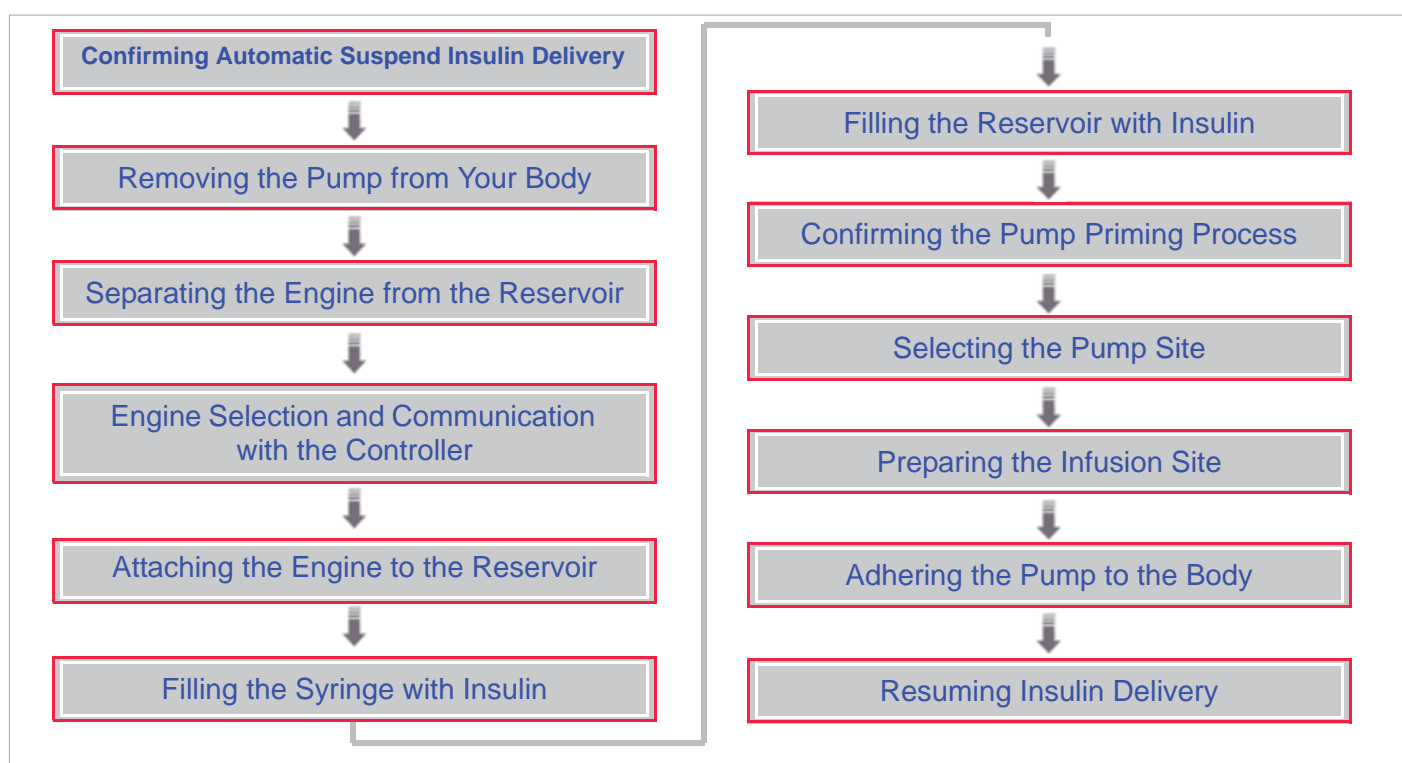 Confirming Automatic Suspend Insulin Delivery
Removing the Pump from Your Body
Separating the Engine from the Reservoir
Engine Selection and Communication
with the Controller
Attaching the Engine to the Reservoir
Filling the Syringe with Insulin
Filling the Reservoir with Insulin
Confirming the Pump Priming Process
Selecting the Pump Site
Preparing the Infusion Site
Adhering the Pump to the Body
Resuming Insulin Delivery